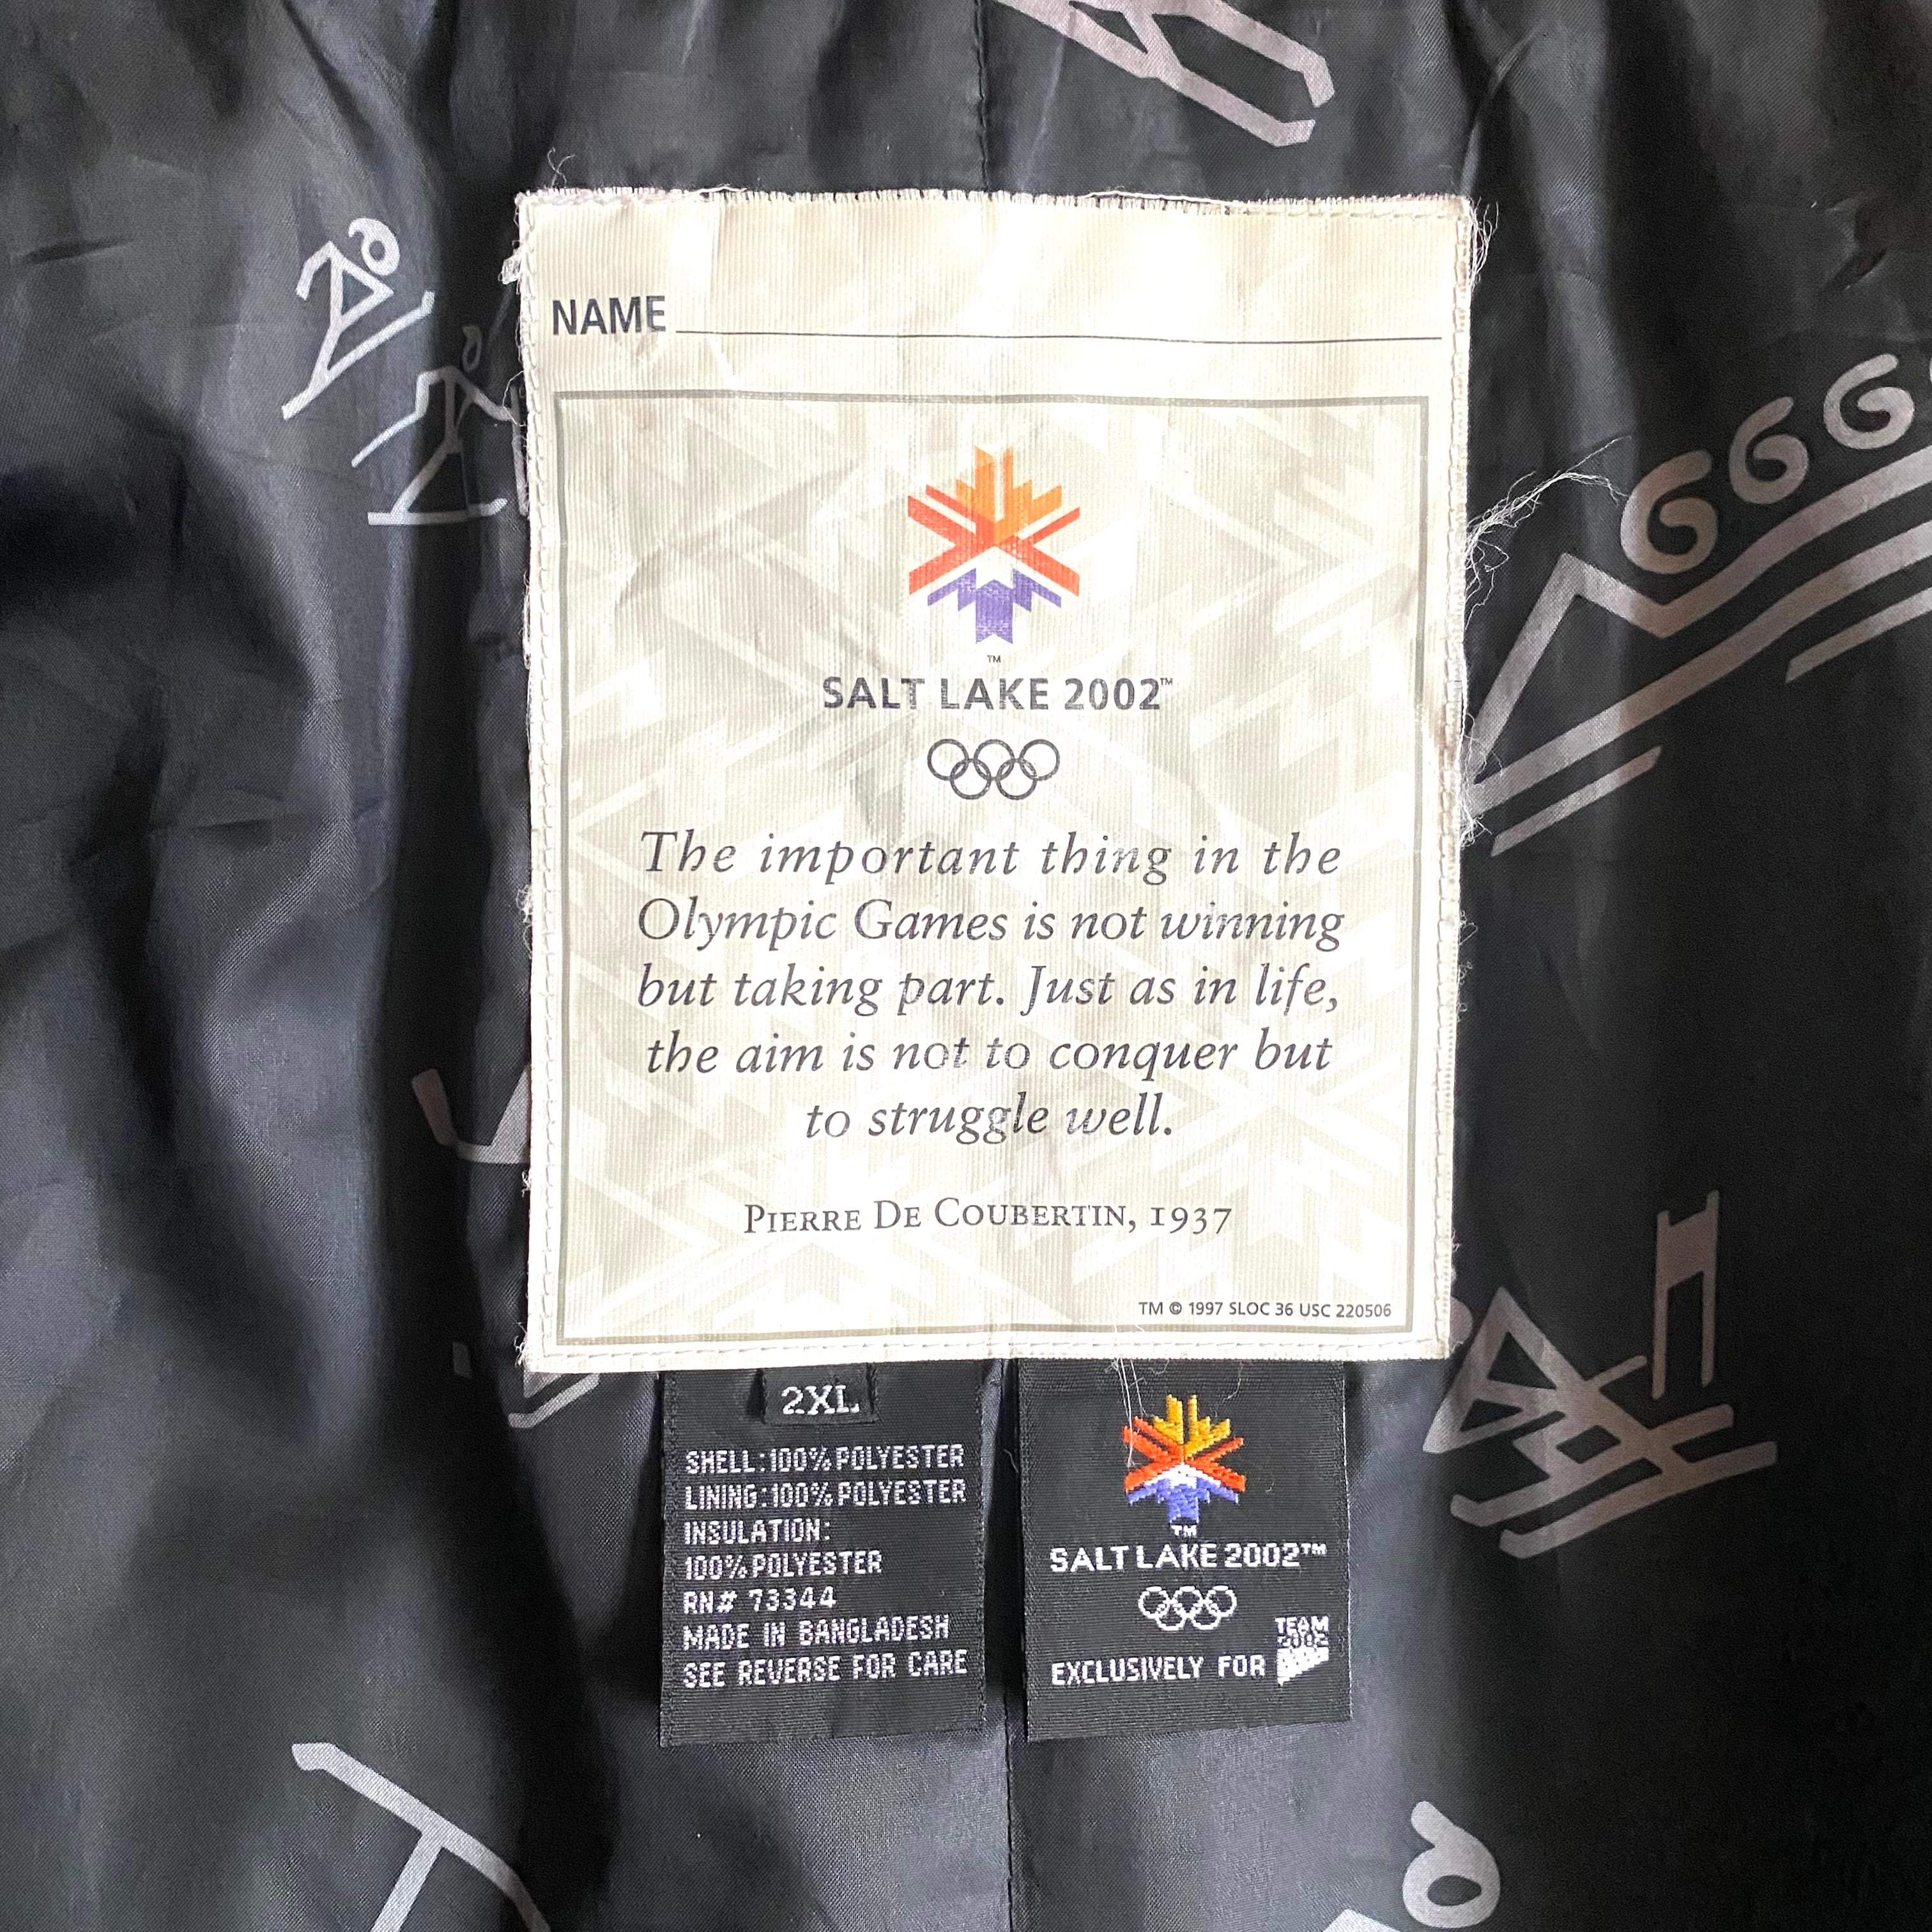 NAME
TM
SALT LAKE 2002™
The important thing in the
Olympic Games is not winning
but taking part. Just as in life,
the aim is not to conquer but
to struggle well.
PIERRE DE COUBERTIN, 1937
TM © 1997 SLOC 36 USC 220506
2XL
SHELL:100% POLYESTER
LINING:100% POLYESTER
INSULATION:
100% POLYESTER
RN# 73344
MADE IN BANGLADESH
SEE REVERSE FOR CARE
TM
SALT LAKE 2002™
TEAM
2002
EXCLUSIVELY FOR